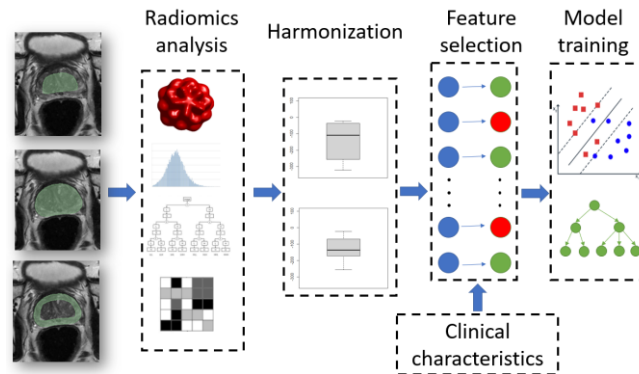 Radiomics
analysis
Harmonization
Feature
selection
Model
training
Clinical
characteristics